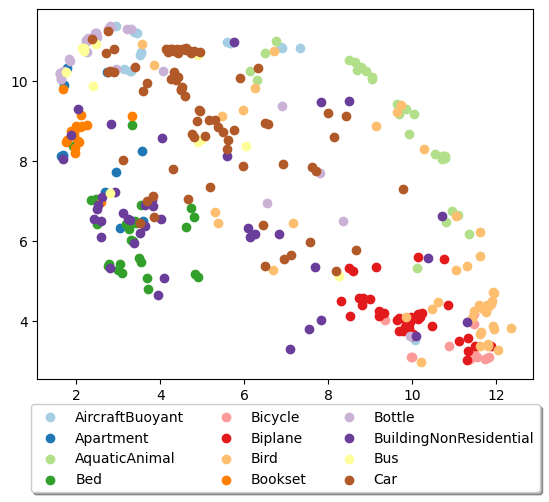 10
8
6
4
2 4 6 8 10 12
AircraftBuoyant Bicycle Bottle
Apartment Biplane BuildingNonResidential
AquaticAnimal Bird Bus
Bed Bookset Car